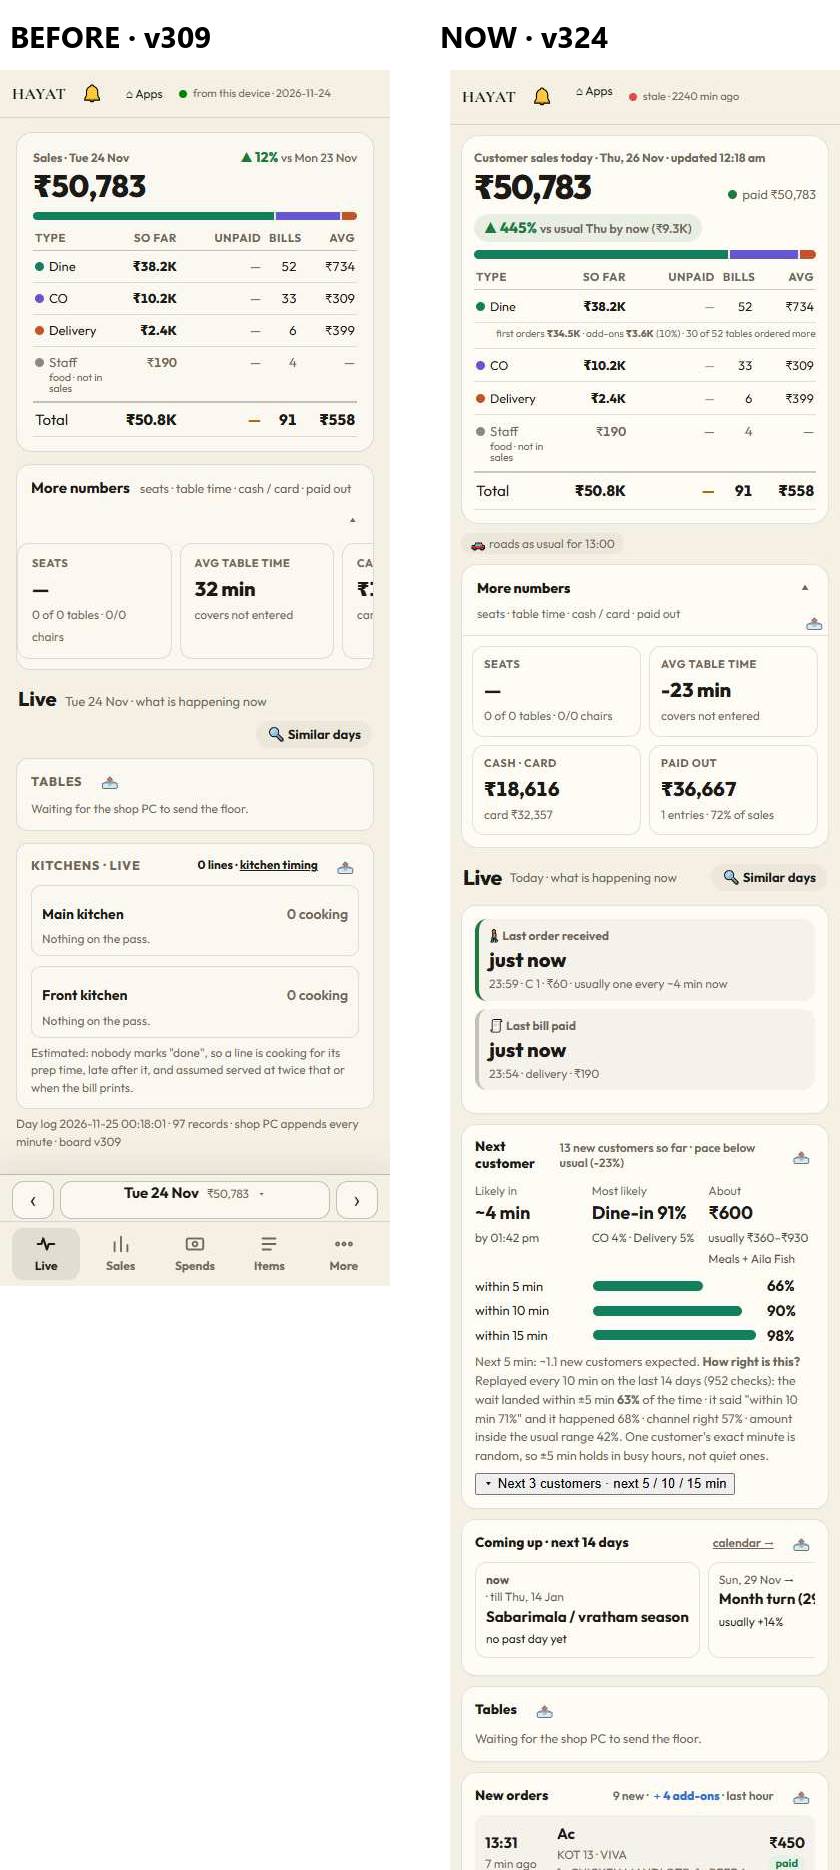 BEFORE · v309
HAYAT
Apps
from this device · 2026-11-24
Sales · Tue 24 Nov
▲ 12% vs Mon 23 Nov
₹50,783
TYPE SO FAR UNPAID BILLS AVG
Dine ₹38.2K — 52 ₹734
CO ₹10.2K — 33 ₹309
Delivery ₹2.4K — 6 ₹399
Staff ₹190 — 4 —
food · not in
sales
Total ₹50.8K — 91 ₹558
More numbers seats · table time · cash / card · paid out
SEATS
—
0 of 0 tables · 0/0
chairs
AVG TABLE TIME
32 min
covers not entered
Live Tue 24 Nov · what is happening now
Similar days
TABLES
Waiting for the shop PC to send the floor.
KITCHENS · LIVE 0 lines · kitchen timing
Main kitchen 0 cooking
Nothing on the pass.
Front kitchen 0 cooking
Nothing on the pass.
Estimated: nobody marks "done", so a line is cooking for its
prep time, late after it, and assumed served at twice that or
when the bill prints.
Day log 2026-11-25 00:18:01 · 97 records · shop PC appends every
minute · board v309
‹ Tue 24 Nov ₹50,783 ›
Live Sales Spends Items More
NOW · v324
HAYAT
Apps
stale · 2240 min ago
Customer sales today · Thu, 26 Nov · updated 12:18 am
₹50,783
paid ₹50,783
▲ 445% vs usual Thu by now (₹9.3K)
TYPE SO FAR UNPAID BILLS AVG
Dine ₹38.2K — 52 ₹734
first orders ₹34.5K · add-ons ₹3.6K (10%) · 30 of 52 tables ordered more
CO ₹10.2K — 33 ₹309
Delivery ₹2.4K — 6 ₹399
Staff ₹190 — 4 —
food · not in
sales
Total ₹50.8K — 91 ₹558
roads as usual for 13:00
More numbers
seats · table time · cash / card · paid out
SEATS
—
0 of 0 tables · 0/0 chairs
AVG TABLE TIME
-23 min
covers not entered
CASH · CARD
₹18,616
card ₹32,357
PAID OUT
₹36,667
1 entries · 72% of sales
Live Today · what is happening now
Similar days
Last order received
just now
23:59 · C 1 · ₹60 · usually one every ~4 min now
Last bill paid
just now
23:54 · delivery · ₹190
Next
customer
13 new customers so far · pace below
usual (-23%)
Likely in
~4 min
by 01:42 pm
Most likely
Dine-in 91%
CO 4% · Delivery 5%
About
₹600
usually ₹360–₹930
Meals + Aila Fish
within 5 min 66%
within 10 min 90%
within 15 min 98%
Next 5 min: ~1.1 new customers expected. How right is this?
Replayed every 10 min on the last 14 days (952 checks): the
wait landed within ±5 min 63% of the time · it said "within 10
min 71%" and it happened 68% · channel right 57% · amount
inside the usual range 42%. One customer's exact minute is
random, so ±5 min holds in busy hours, not quiet ones.
Next 3 customers · next 5 / 10 / 15 min
Coming up · next 14 days calendar →
now
· till Thu, 14 Jan
Sabarimala / vratham season
no past day yet
Sun, 29 Nov →
Month turn (29
usually +14%
Tables
Waiting for the shop PC to send the floor.
New orders 9 new · + 4 add-ons · last hour
13:31
7 min ago
Ac
KOT 13 · VIVA
₹450
paid